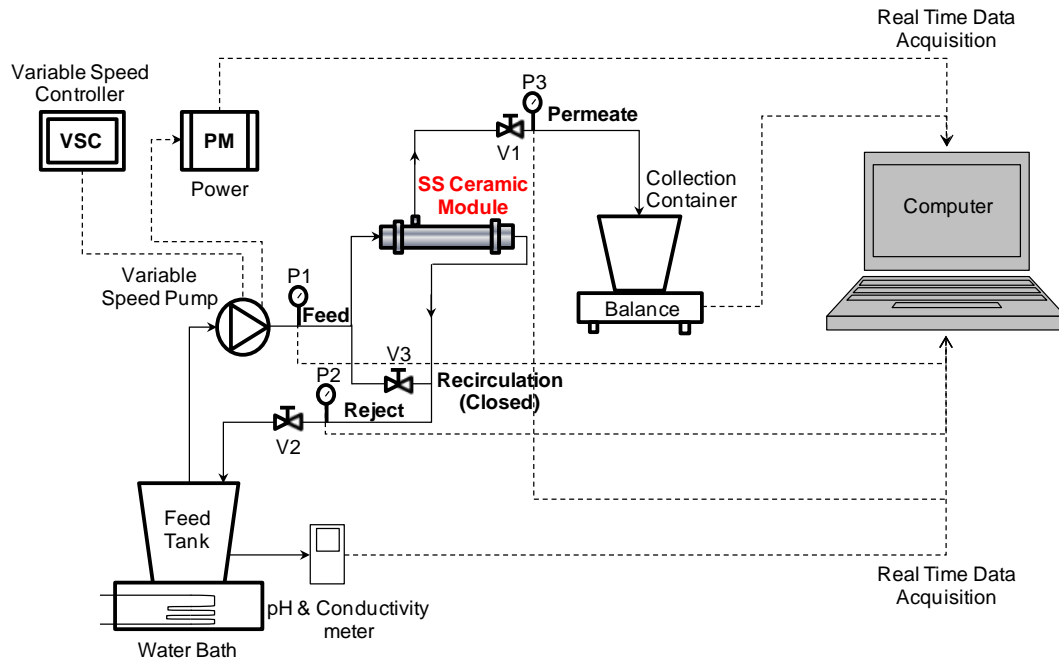 Real Time Data
Acquisition
Variable Speed
Controller
VSC
PM
Power
P3
Permeate
V1
SS Ceramic
Module
Collection
Container
Computer
Variable
Speed Pump
P1
Feed
Balance
V3
P2
Recirculation
(Closed)
Reject
V2
Feed
Tank
pH & Conductivity
meter
Water Bath
Real Time Data
Acquisition